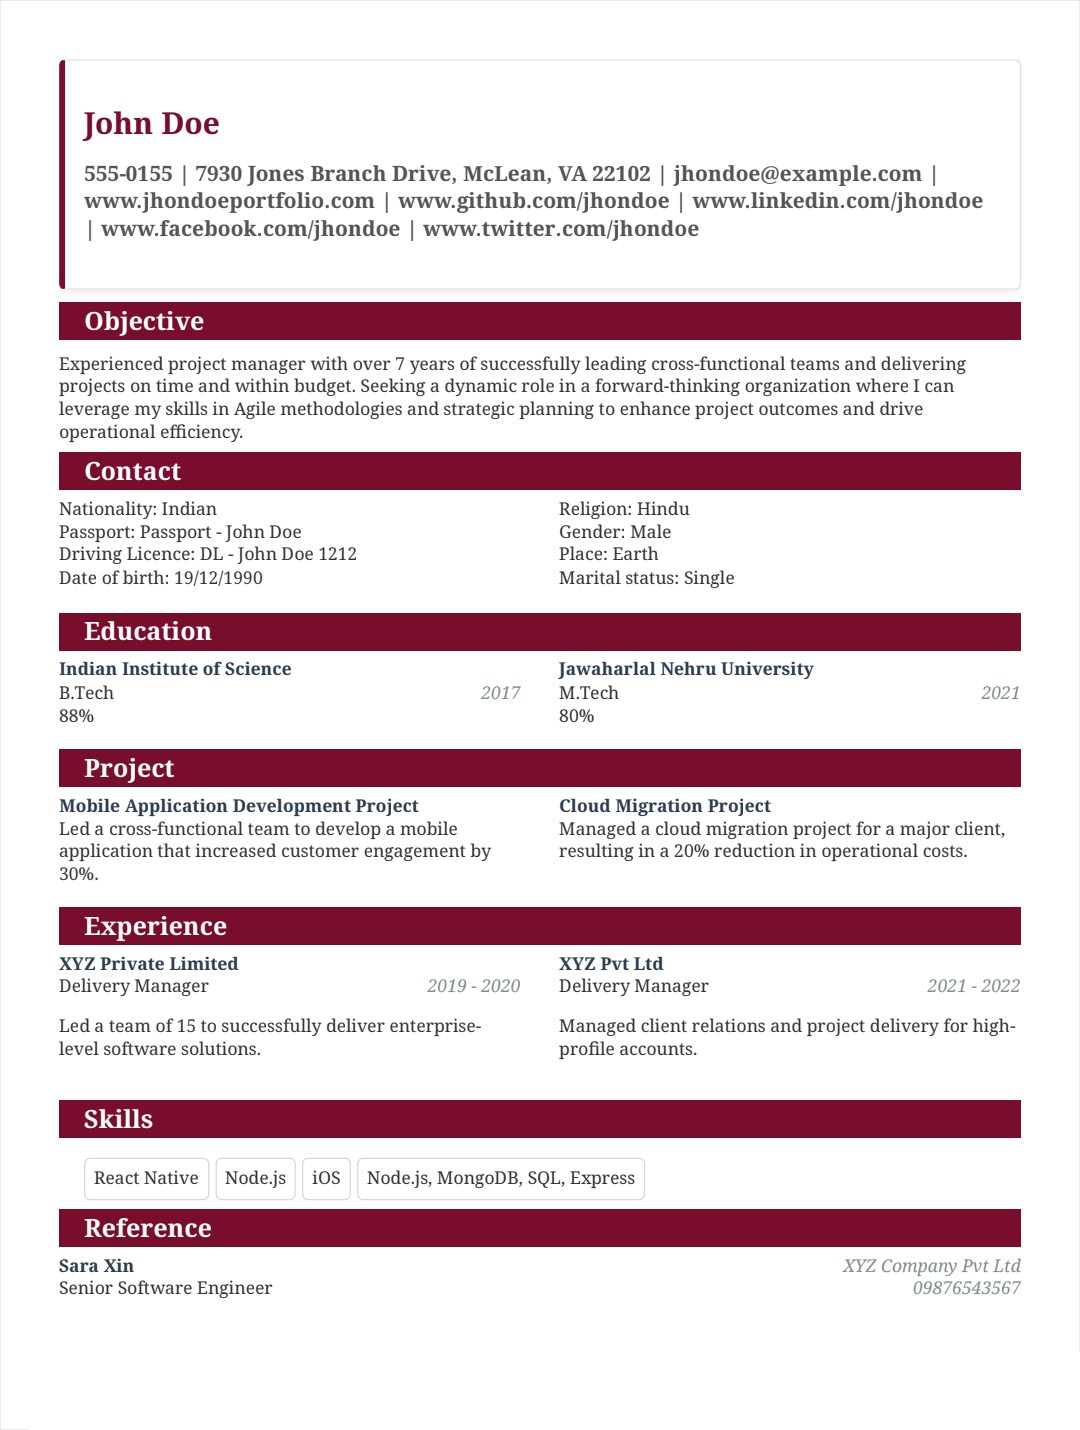 John Doe
555-0155 | 7930 Jones Branch Drive, McLean, VA 22102 | jhondoe@example.com |
www.jhondoeportfolio.com | www.github.com/jhondoe | www.linkedin.com/jhondoe
| www.facebook.com/jhondoe | www.twitter.com/jhondoe
Objective
Experienced project manager with over 7 years of successfully leading cross-functional teams and delivering
projects on time and within budget. Seeking a dynamic role in a forward-thinking organization where I can
leverage my skills in Agile methodologies and strategic planning to enhance project outcomes and drive
operational efficiency.
Contact
Nationality: Indian
Passport: Passport - John Doe
Driving Licence: DL - John Doe 1212
Date of birth: 19/12/1990
Religion: Hindu
Gender: Male
Place: Earth
Marital status: Single
Education
Indian Institute of Science
B.Tech 2017
88%
Jawaharlal Nehru University
M.Tech 2021
80%
Project
Mobile Application Development Project
Led a cross-functional team to develop a mobile
application that increased customer engagement by
30%.
Cloud Migration Project
Managed a cloud migration project for a major client,
resulting in a 20% reduction in operational costs.
Experience
XYZ Private Limited
Delivery Manager 2019 - 2020
Led a team of 15 to successfully deliver enterprise-
level software solutions.
XYZ Pvt Ltd
Delivery Manager 2021 - 2022
Managed client relations and project delivery for high-
profile accounts.
Skills
React Native Node.js iOS Node.js, MongoDB, SQL, Express
Reference
Sara Xin XYZ Company Pvt Ltd
Senior Software Engineer 09876543567